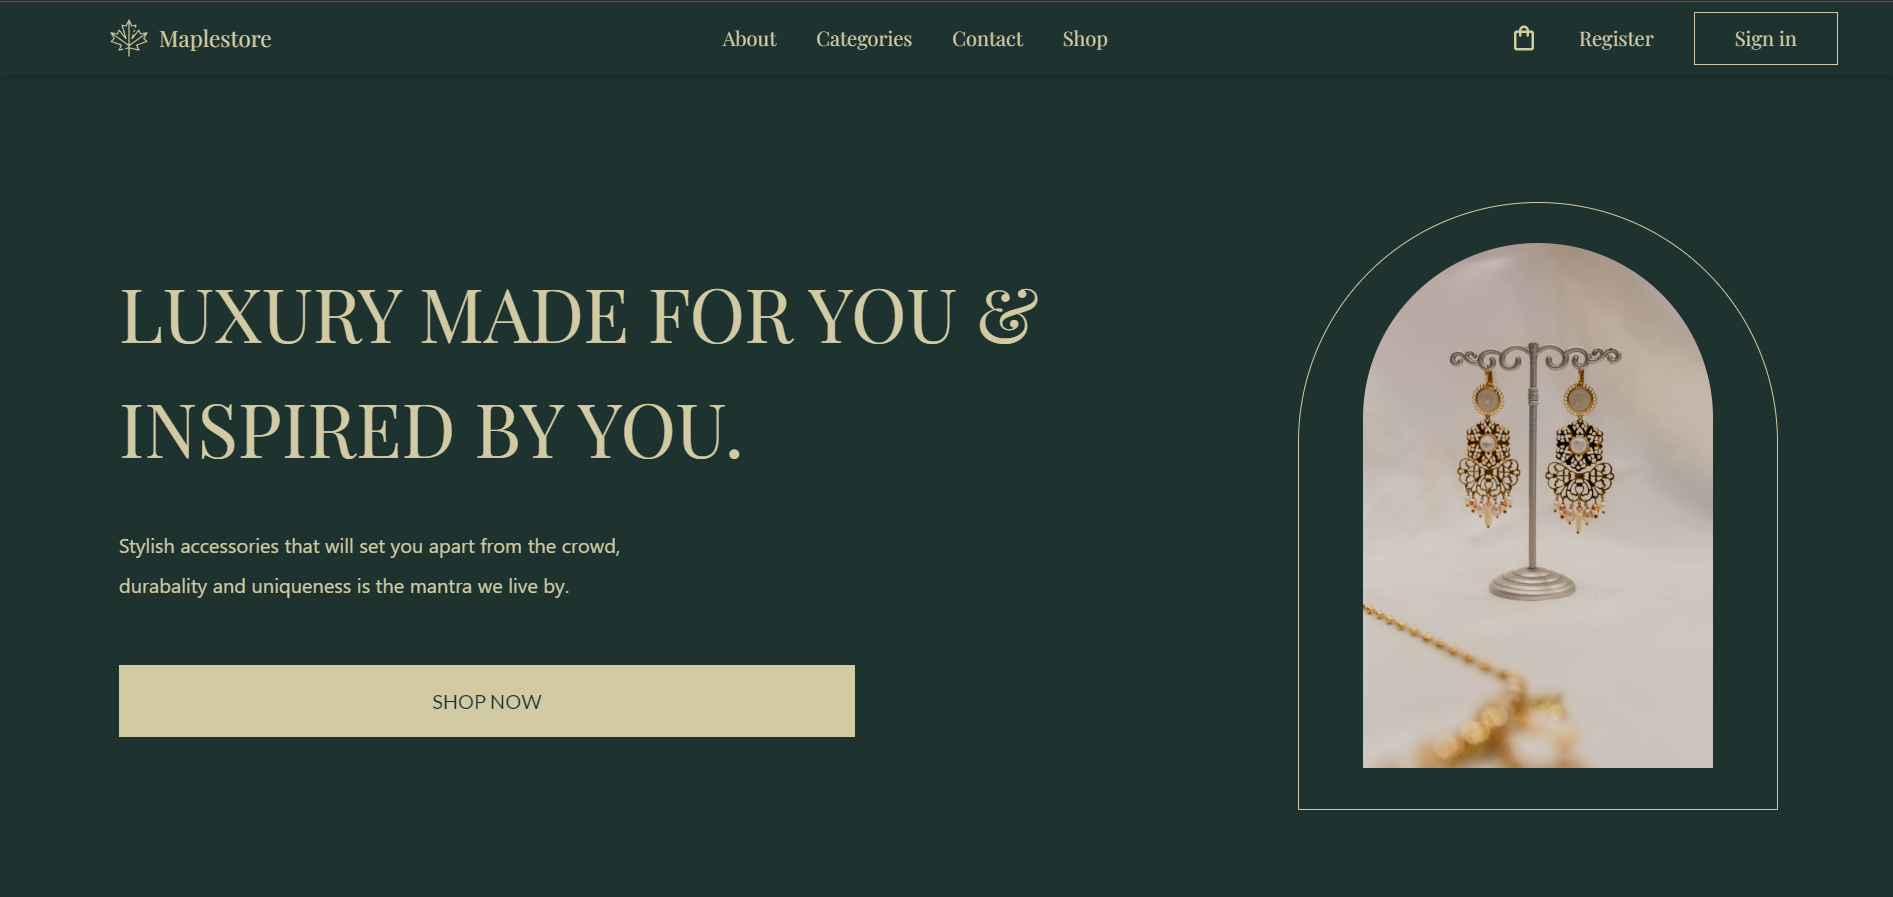 Maplestore
About
Categories
Contact
Shop
Register
Sign in
LUXURY MADE FOR YOU &
INSPIRED BY YOU.
Stylish accessories that will set you apart from the crowd,
durabality and uniqueness is the mantra we live by.
SHOP NOW